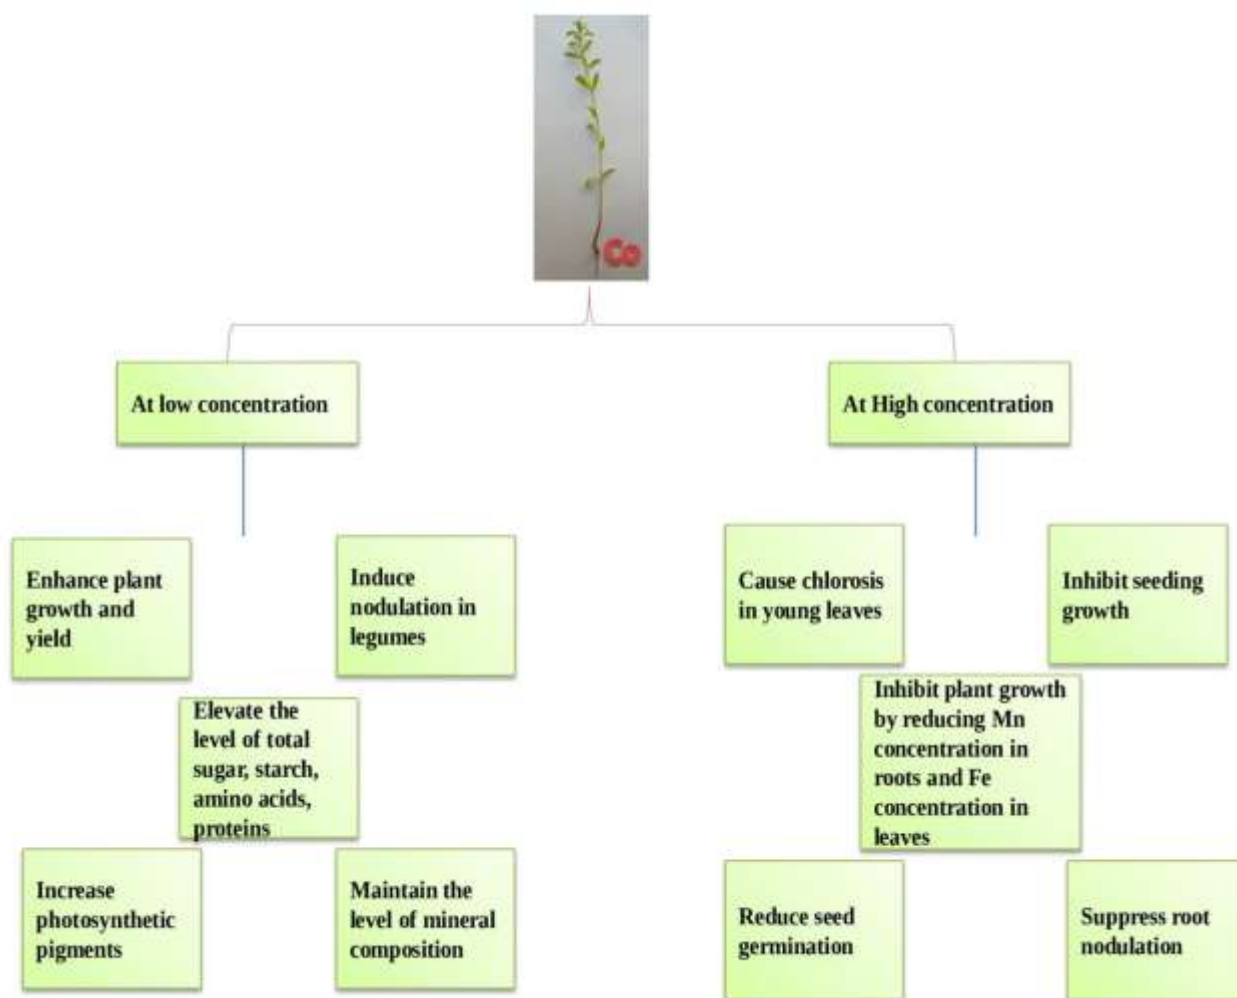 Co
At low concentration
At High concentration
Enhance plant
growth and
yield
Induce
nodulation in
legumes
Elevate the
level of total
sugar, starch,
amino acids,
proteins
Increase
photosynthetic
pigments
Maintain the
level of mineral
composition
Cause chlorosis
in young leaves
Inhibit seeding
growth
Inhibit plant growth
by reducing Mn
concentration in
roots and Fe
concentration in
leaves
Reduce seed
germination
Suppress root
nodulation